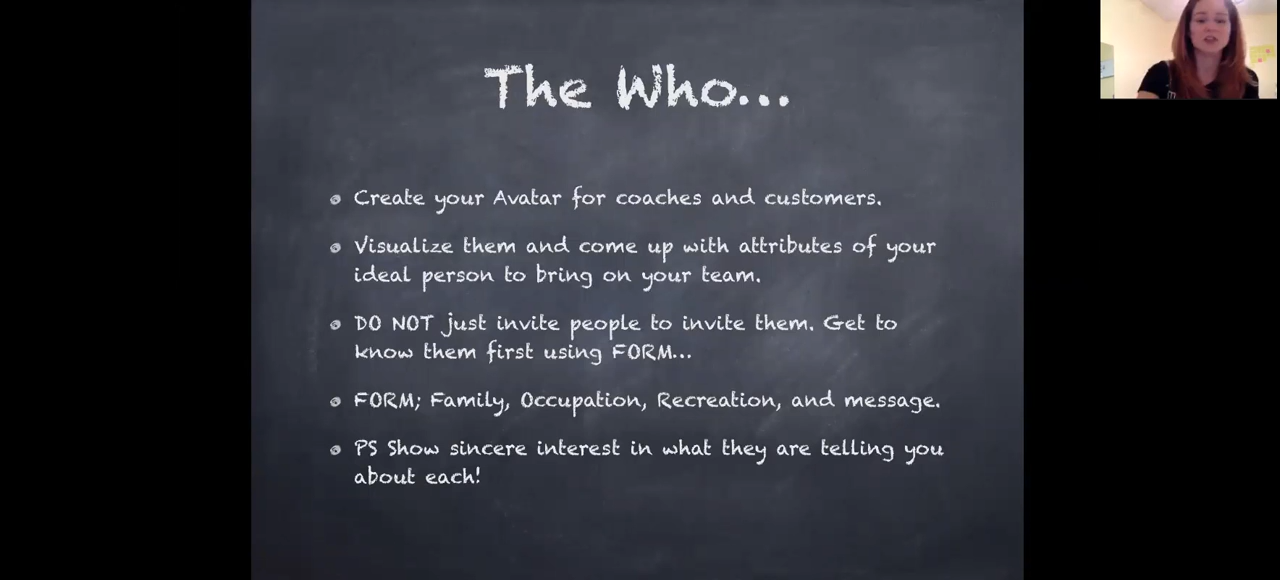 The Who...
Create your Avatar for coaches and customers.
Visualize them and come up with attributes of your
ideal person to bring on your team.
DO NOT just invite people to invite them. Get to
know them first using FORM...
FORM; Family, Occupation, Recreation, and message.
PS Show sincere interest in what they are telling you
about each!